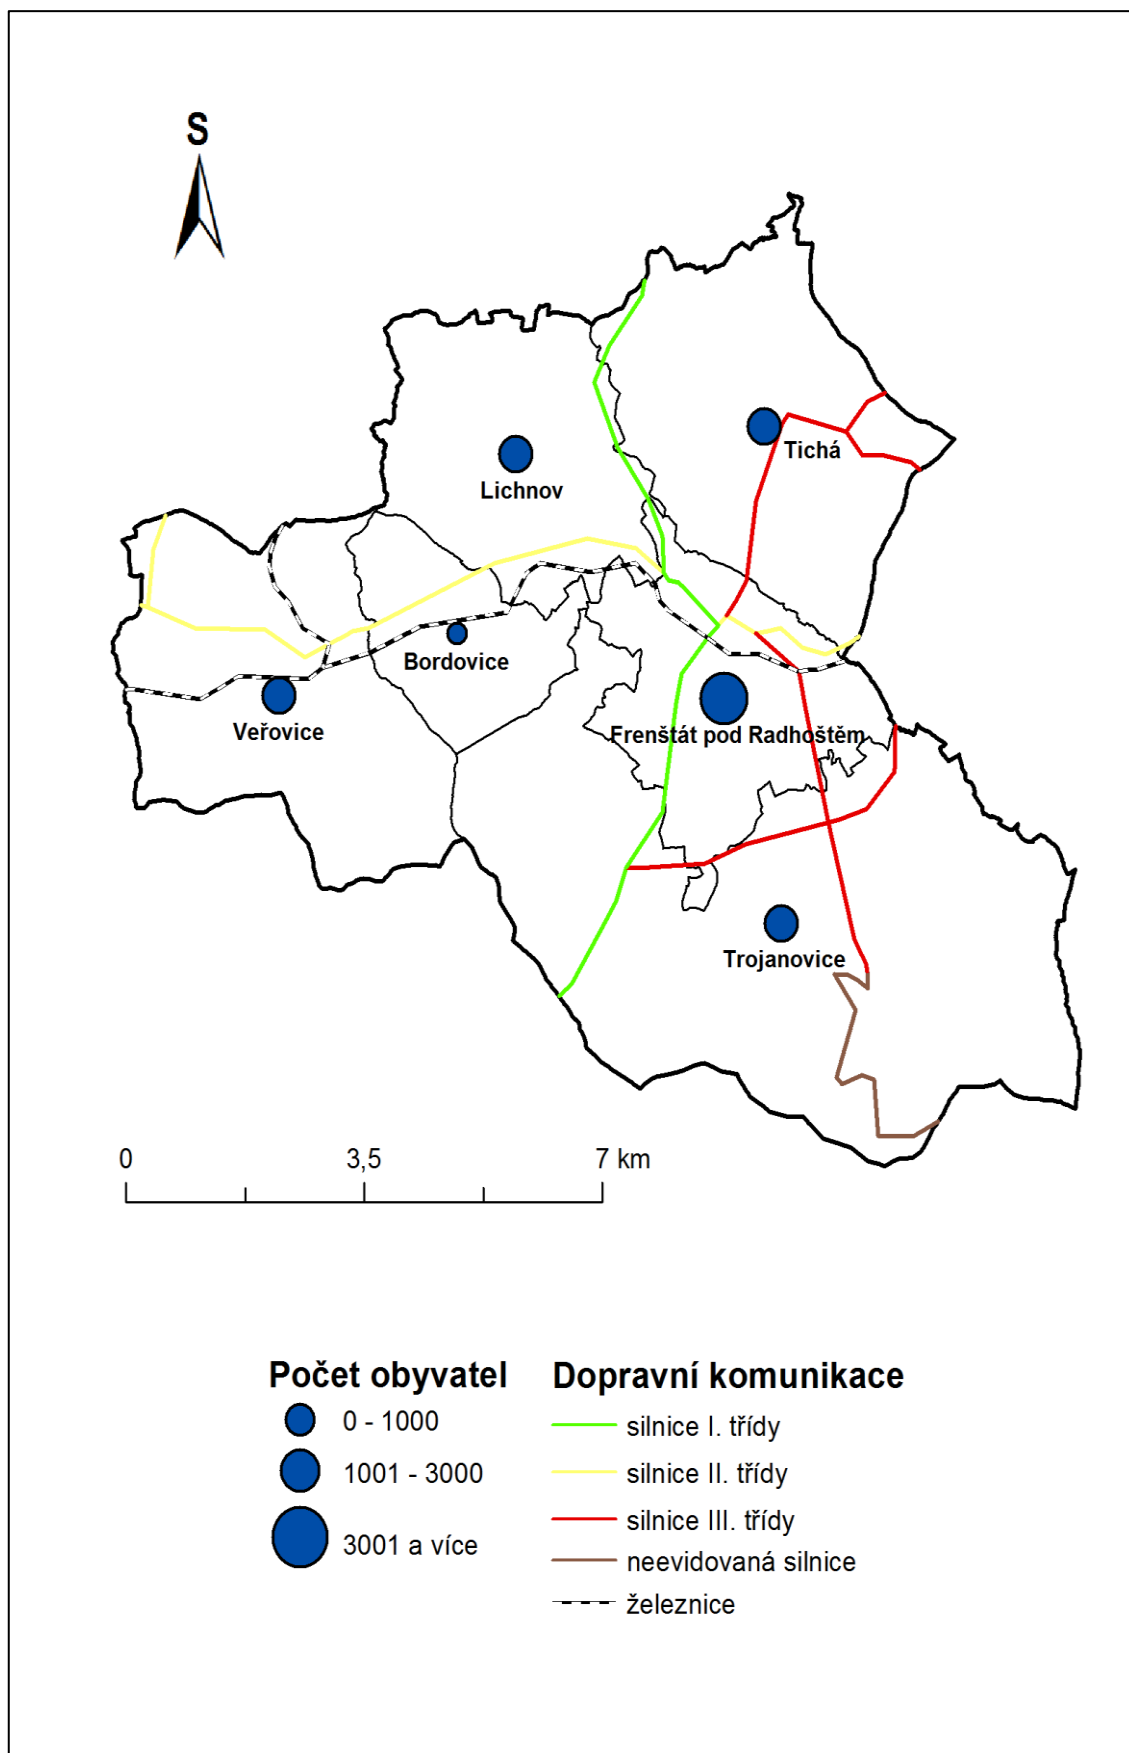 S
Tichá
Lichnov
Bordovice
Veřovice
Frenštát pod Radhoštěm
Trojanovice
0 3,5 7 km
Počet obyvatel
0 - 1000
1001 - 3000
3001 a více
Dopravní komunikace
silnice I. třídy
silnice II. třídy
silnice III. třídy
neevidovaná silnice
železnice